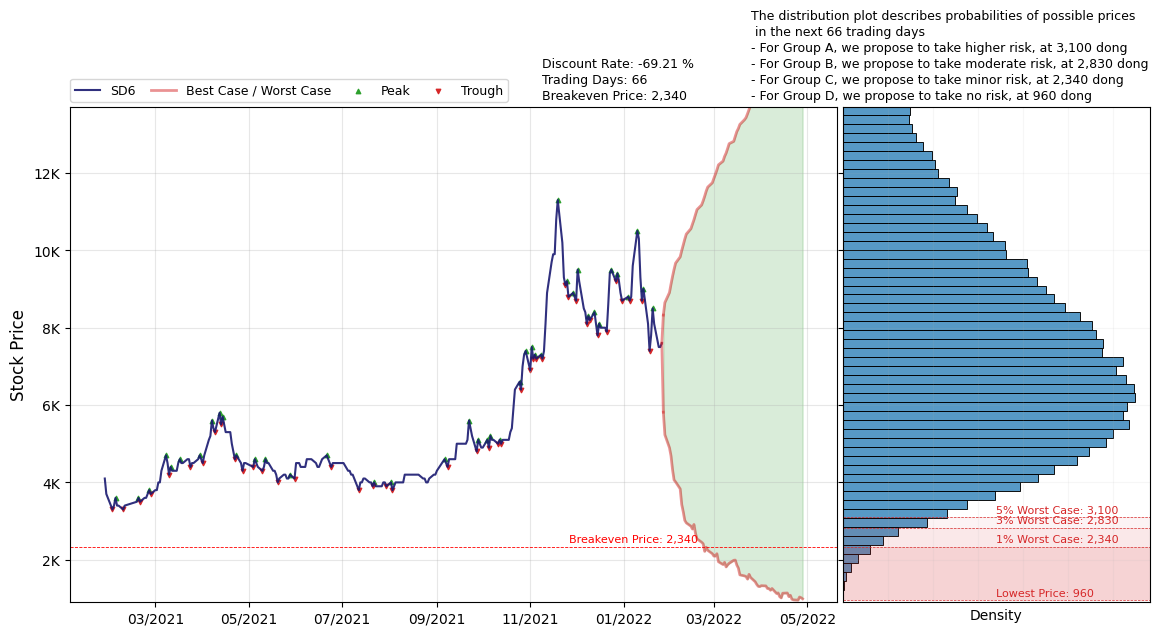 The distribution plot describes probabilities of possible prices
in the next 66 trading days
- For Group A, we propose to take higher risk, at 3,100 dong
- For Group B, we propose to take moderate risk, at 2,830 dong
- For Group C, we propose to take minor risk, at 2,340 dong
- For Group D, we propose to take no risk, at 960 dong
Discount Rate: -69.21 %
Trading Days: 66
Breakeven Price: 2,340
SD6
Best Case / Worst Case
Peak
Trough
Stock Price
12K
10K
8K
6K
4K
2K
Breakeven Price: 2,340
5% Worst Case: 3,100
3% Worst Case: 2,830
1% Worst Case: 2,340
Lowest Price: 960
03/2021
05/2021
07/2021
09/2021
11/2021
01/2022
03/2022
05/2022
Density